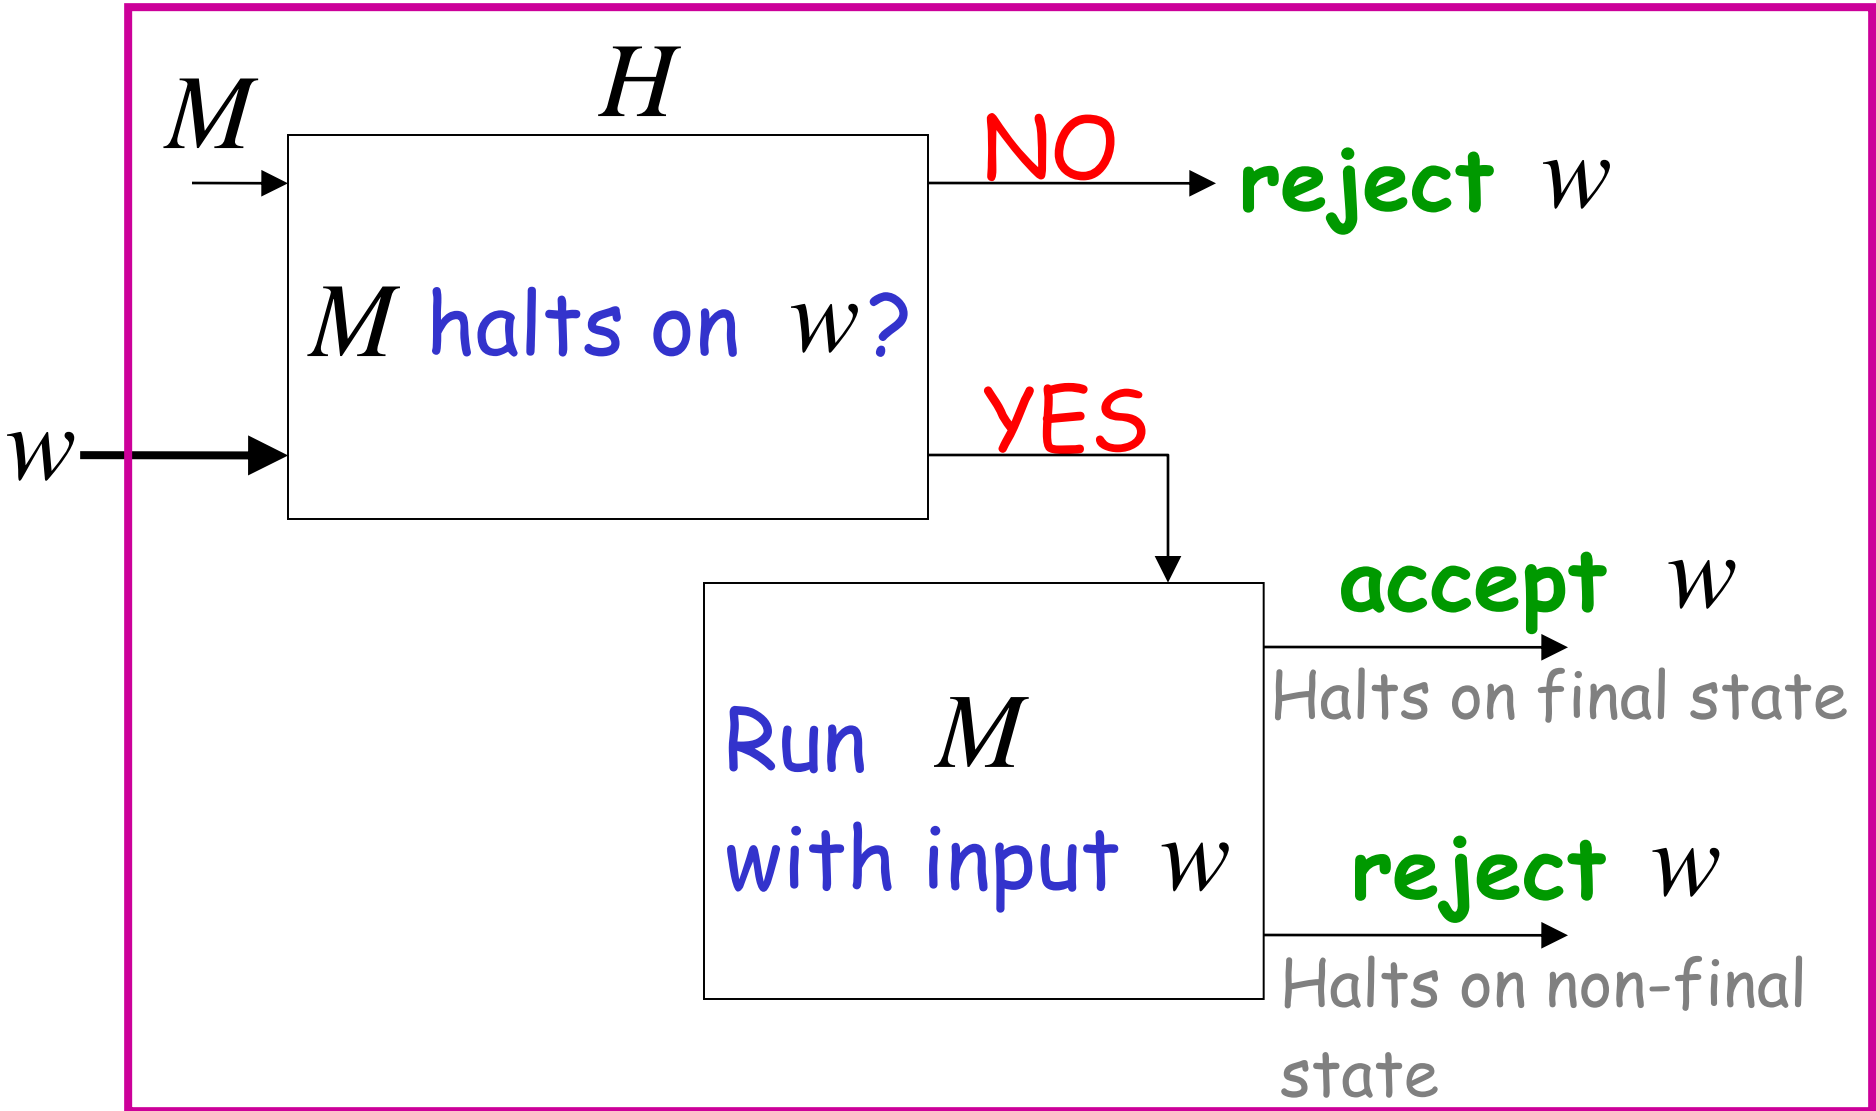 H
M
NO
reject w
M halts on w?
YES
w
accept w
Halts on final state
Run M
with input w
reject w
Halts on non-final
state